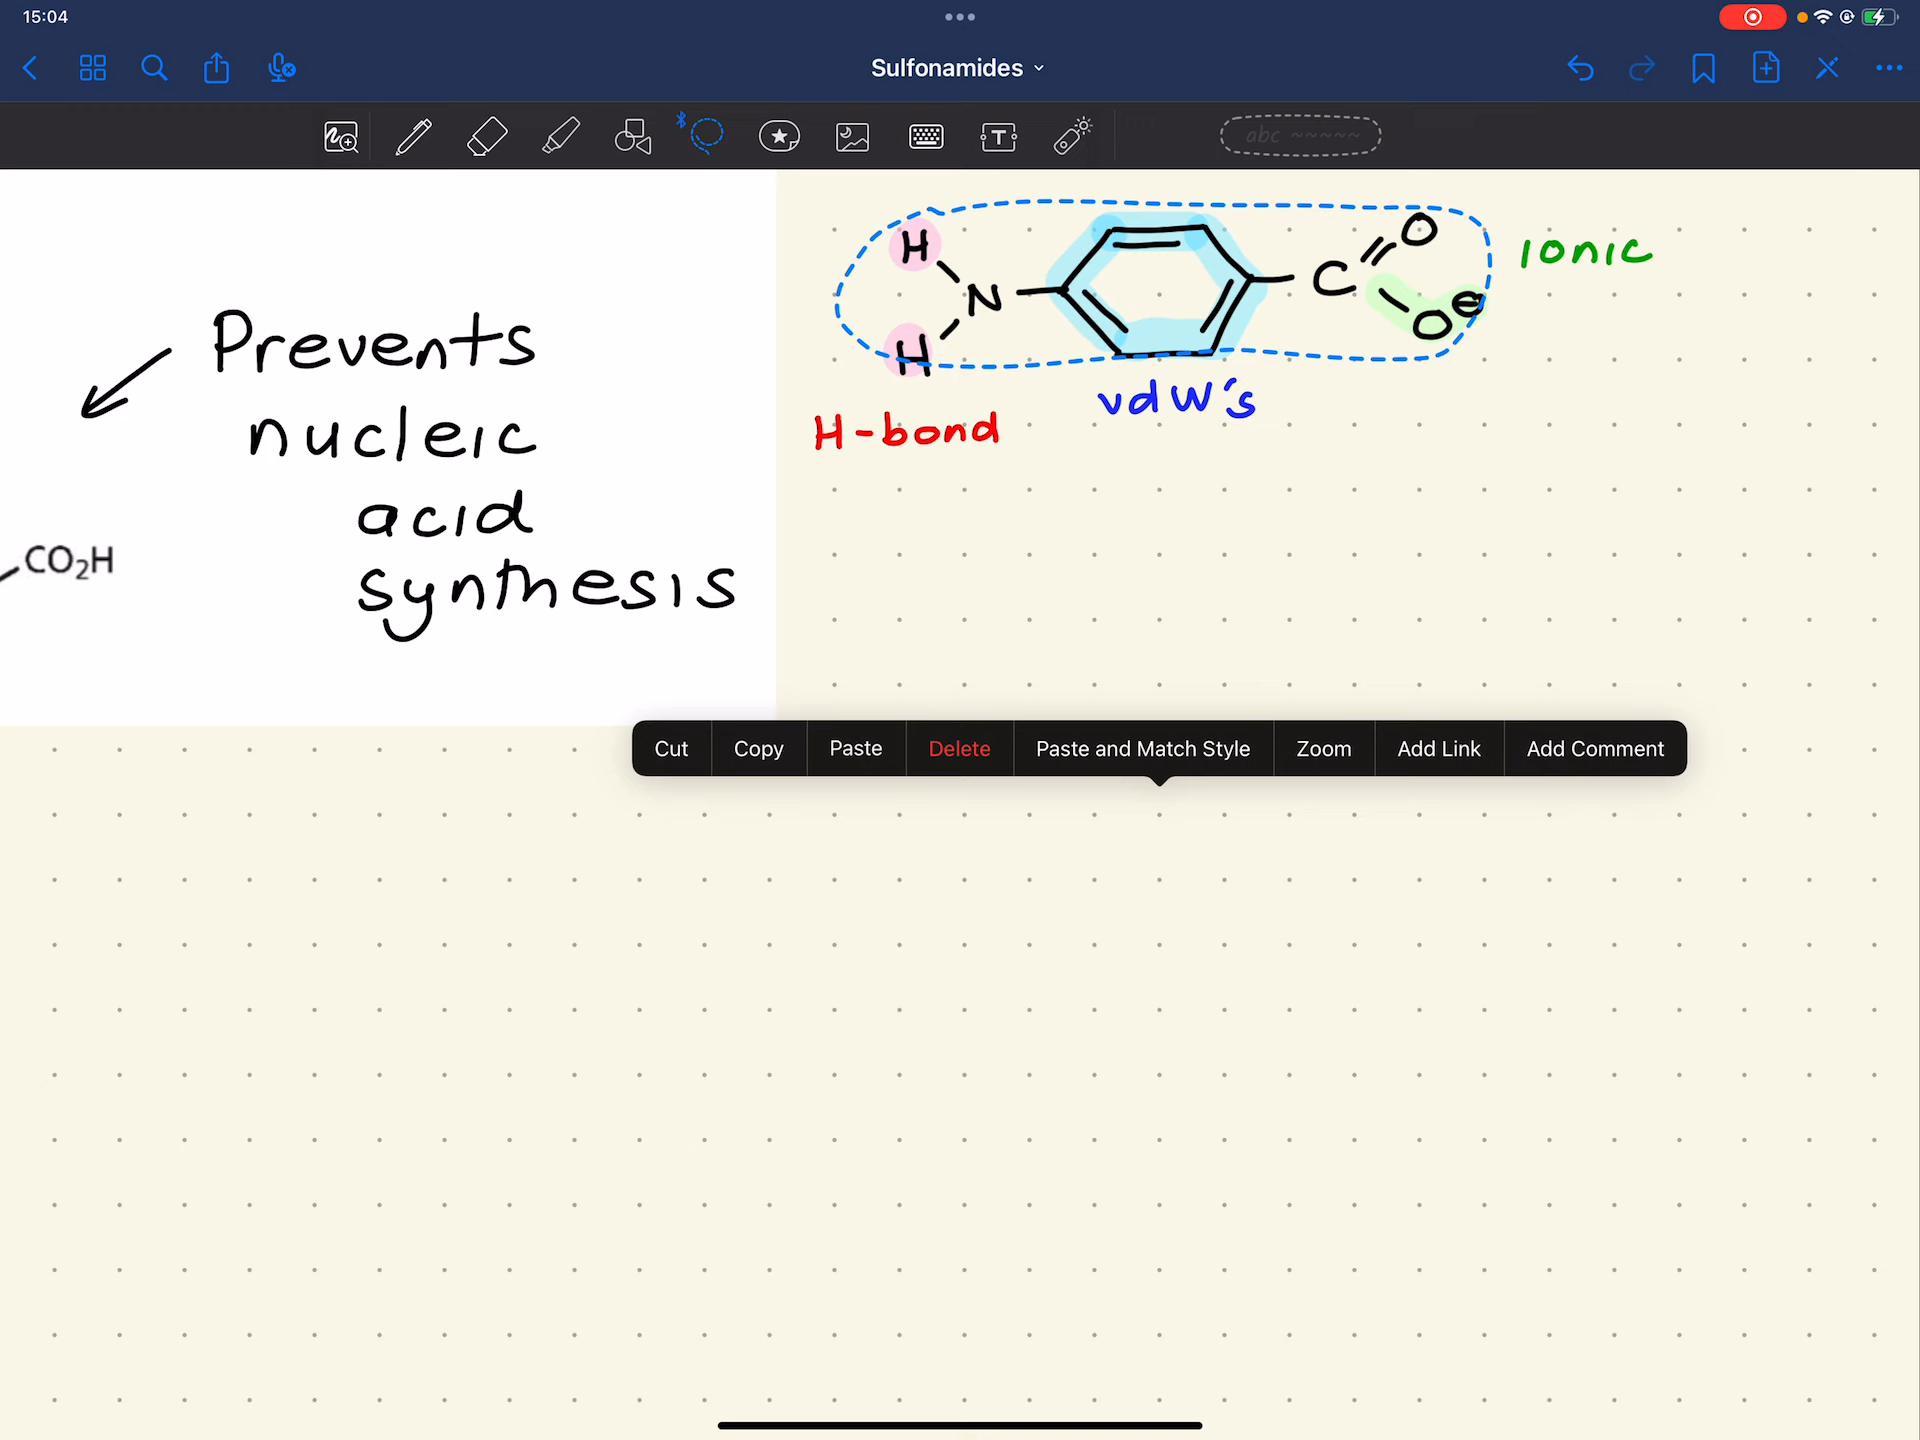 15:04
Sulfonamides
abc
Prevents
nucleic
acid
synthesis
CO₂H
H
H
N
C
O
O⊖
Ionic
vdW's
H-bond
Cut Copy Paste Delete Paste and Match Style Zoom Add Link Add Comment